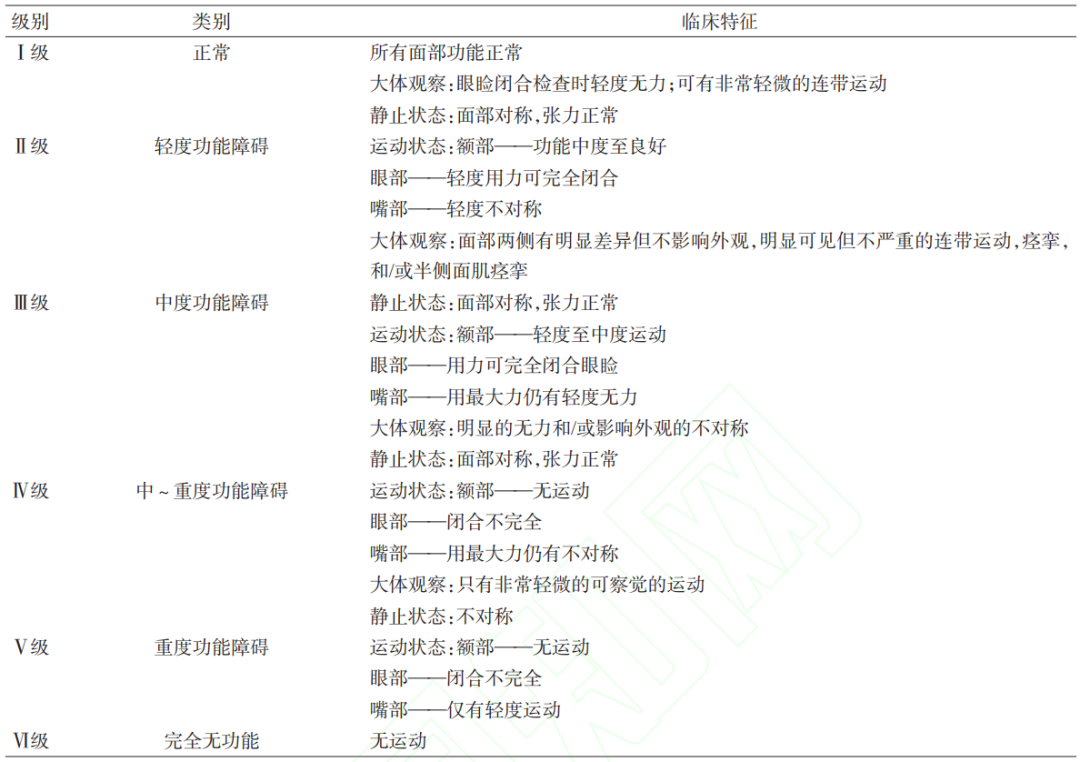 级别 类别 临床特征
Ⅰ级 正常 所有面部功能正常
大体观察:眼睑闭合检查时轻度无力;可有非常轻微的连带运动
静止状态:面部对称,张力正常
Ⅱ级 轻度功能障碍 运动状态:额部——功能中度至良好
眼部——轻度用力可完全闭合
嘴部——轻度不对称
大体观察:面部两侧有明显差异但不影响外观,明显可见但不严重的连带运动,痉挛,
和/或半侧面肌痉挛
Ⅲ级 中度功能障碍 静止状态:面部对称,张力正常
运动状态:额部——轻度至中度运动
眼部——用力可完全闭合眼睑
嘴部——用最大力仍有轻度无力
大体观察:明显的无力和/或影响外观的不对称
静止状态:面部对称,张力正常
Ⅳ级 中~重度功能障碍 运动状态:额部——无运动
眼部——闭合不完全
嘴部——用最大力仍有不对称
大体观察:只有非常轻微的可察觉的运动
静止状态:不对称
Ⅴ级 重度功能障碍 运动状态:额部——无运动
眼部——闭合不完全
嘴部——仅有轻度运动
Ⅵ级 完全无功能 无运动